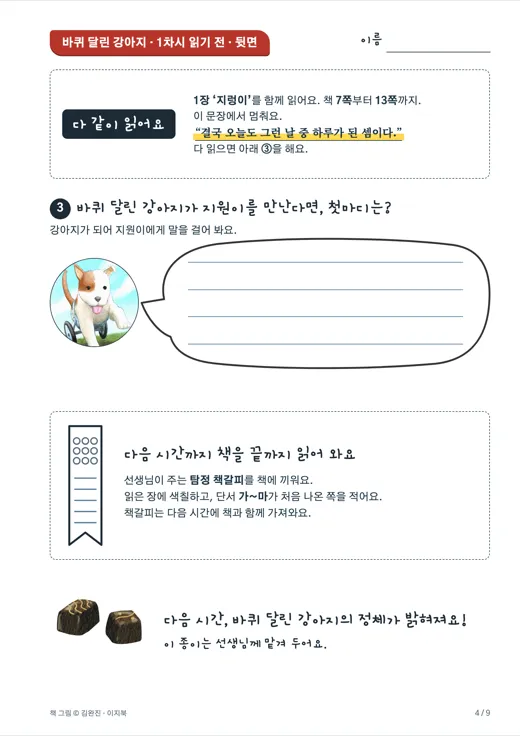 바퀴 달린 강아지 · 1차시 읽기 전 · 뒷면
이름
다 같이 읽어요
1장 ‘지렁이’를 함께 읽어요. 책 7쪽부터 13쪽까지.
이 문장에서 멈춰요.
“결국 오늘도 그런 날 중 하루가 된 셈이다.”
다 읽으면 아래 ③을 해요.
3 바퀴 달린 강아지가 지원이를 만난다면, 첫마디는?
강아지가 되어 지원이에게 말을 걸어 봐요.
다음 시간까지 책을 끝까지 읽어 와요
선생님이 주는 탐정 책갈피를 책에 끼워요.
읽은 장에 색칠하고, 단서 가~마가 처음 나온 쪽을 적어요.
책갈피는 다음 시간에 책과 함께 가져와요.
다음 시간, 바퀴 달린 강아지의 정체가 밝혀져요!
이 종이는 선생님께 맡겨 두어요.
책 그림 © 김완진 · 이지북
4 / 9